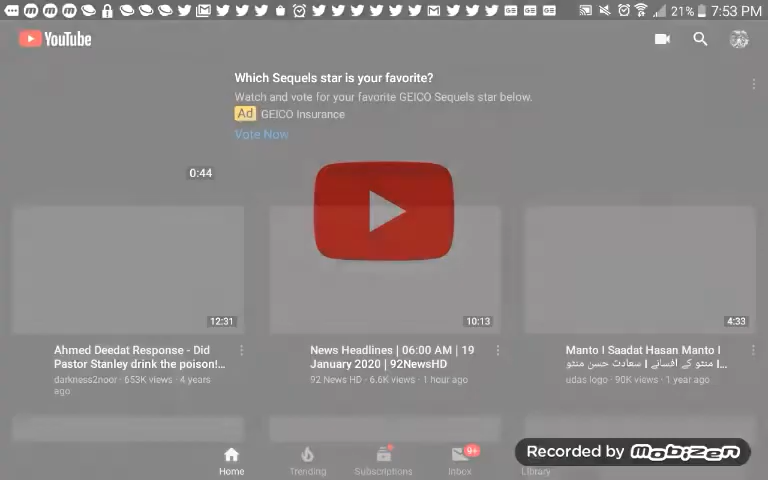 21% 7:53 PM
YouTube
Which Sequels star is your favorite?
Watch and vote for your favorite GEICO Sequels star below.
Ad GEICO Insurance
Vote Now
0:44
12:31
10:13
4:33
Ahmed Deedat Response - Did
Pastor Stanley drink the poison!...
darkness2noor · 653K views · 4 years
ago
News Headlines | 06:00 AM | 19
January 2020 | 92NewsHD
92 News HD · 6.6K views · 1 hour ago
Manto I Saadat Hasan Manto I
منٹو کے افسانے I سعادت حسن منٹو I...
udas logo · 90K views · 1 year ago
Home
Trending
Subscriptions
9+
Inbox
Library
Recorded by Mobizen